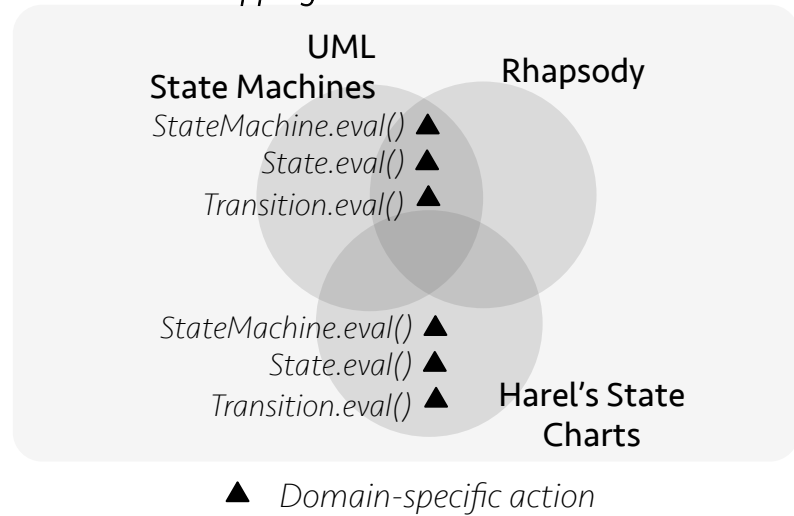 UML
State Machines
Rhapsody
StateMachine.eval()
State.eval()
Transition.eval()
StateMachine.eval()
State.eval()
Transition.eval()
Harel's State
Charts
Domain-specific action